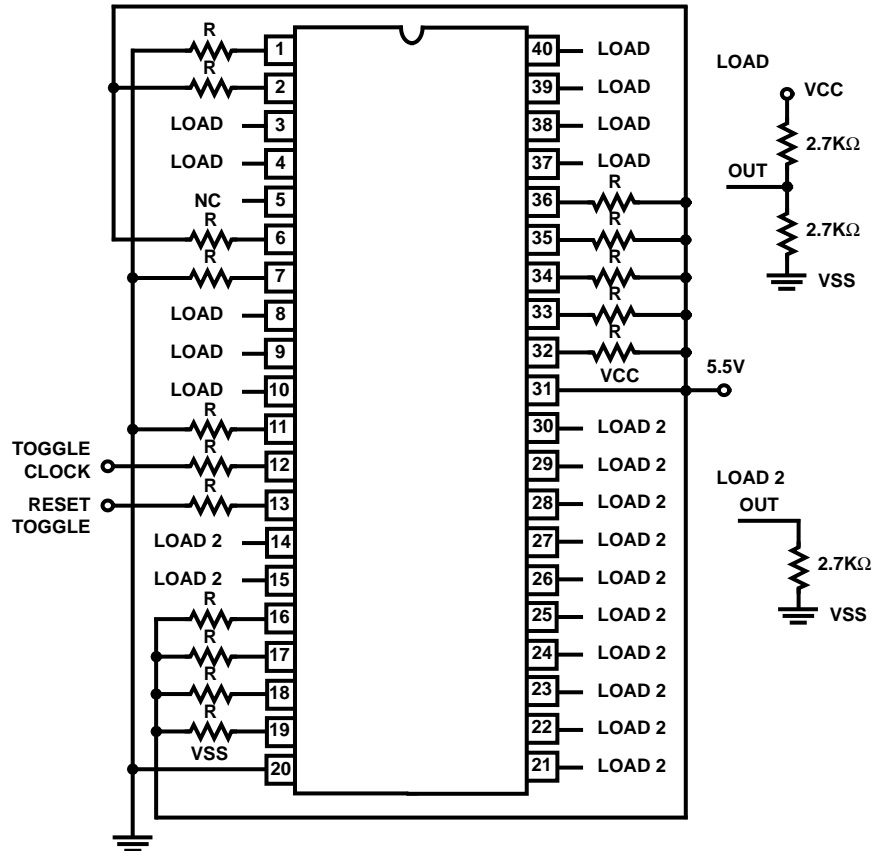 R
1
R
2
LOAD
3
LOAD
4
NC
5
R
6
R
7
LOAD
8
LOAD
9
LOAD
10
R
11
TOGGLE CLOCK
R
12
RESET TOGGLE
R
13
LOAD 2
14
LOAD 2
15
R
16
R
17
R
18
R
19
VSS
20
40
LOAD
39
LOAD
38
LOAD
37
LOAD
R
36
R
35
R
34
R
33
R
32
VCC
31
5.5V
30
LOAD 2
29
LOAD 2
28
LOAD 2
27
LOAD 2
26
LOAD 2
25
LOAD 2
24
LOAD 2
23
LOAD 2
22
LOAD 2
21
LOAD 2
LOAD
VCC
2.7KΩ
OUT
2.7KΩ
VSS
LOAD 2
OUT
2.7KΩ
VSS